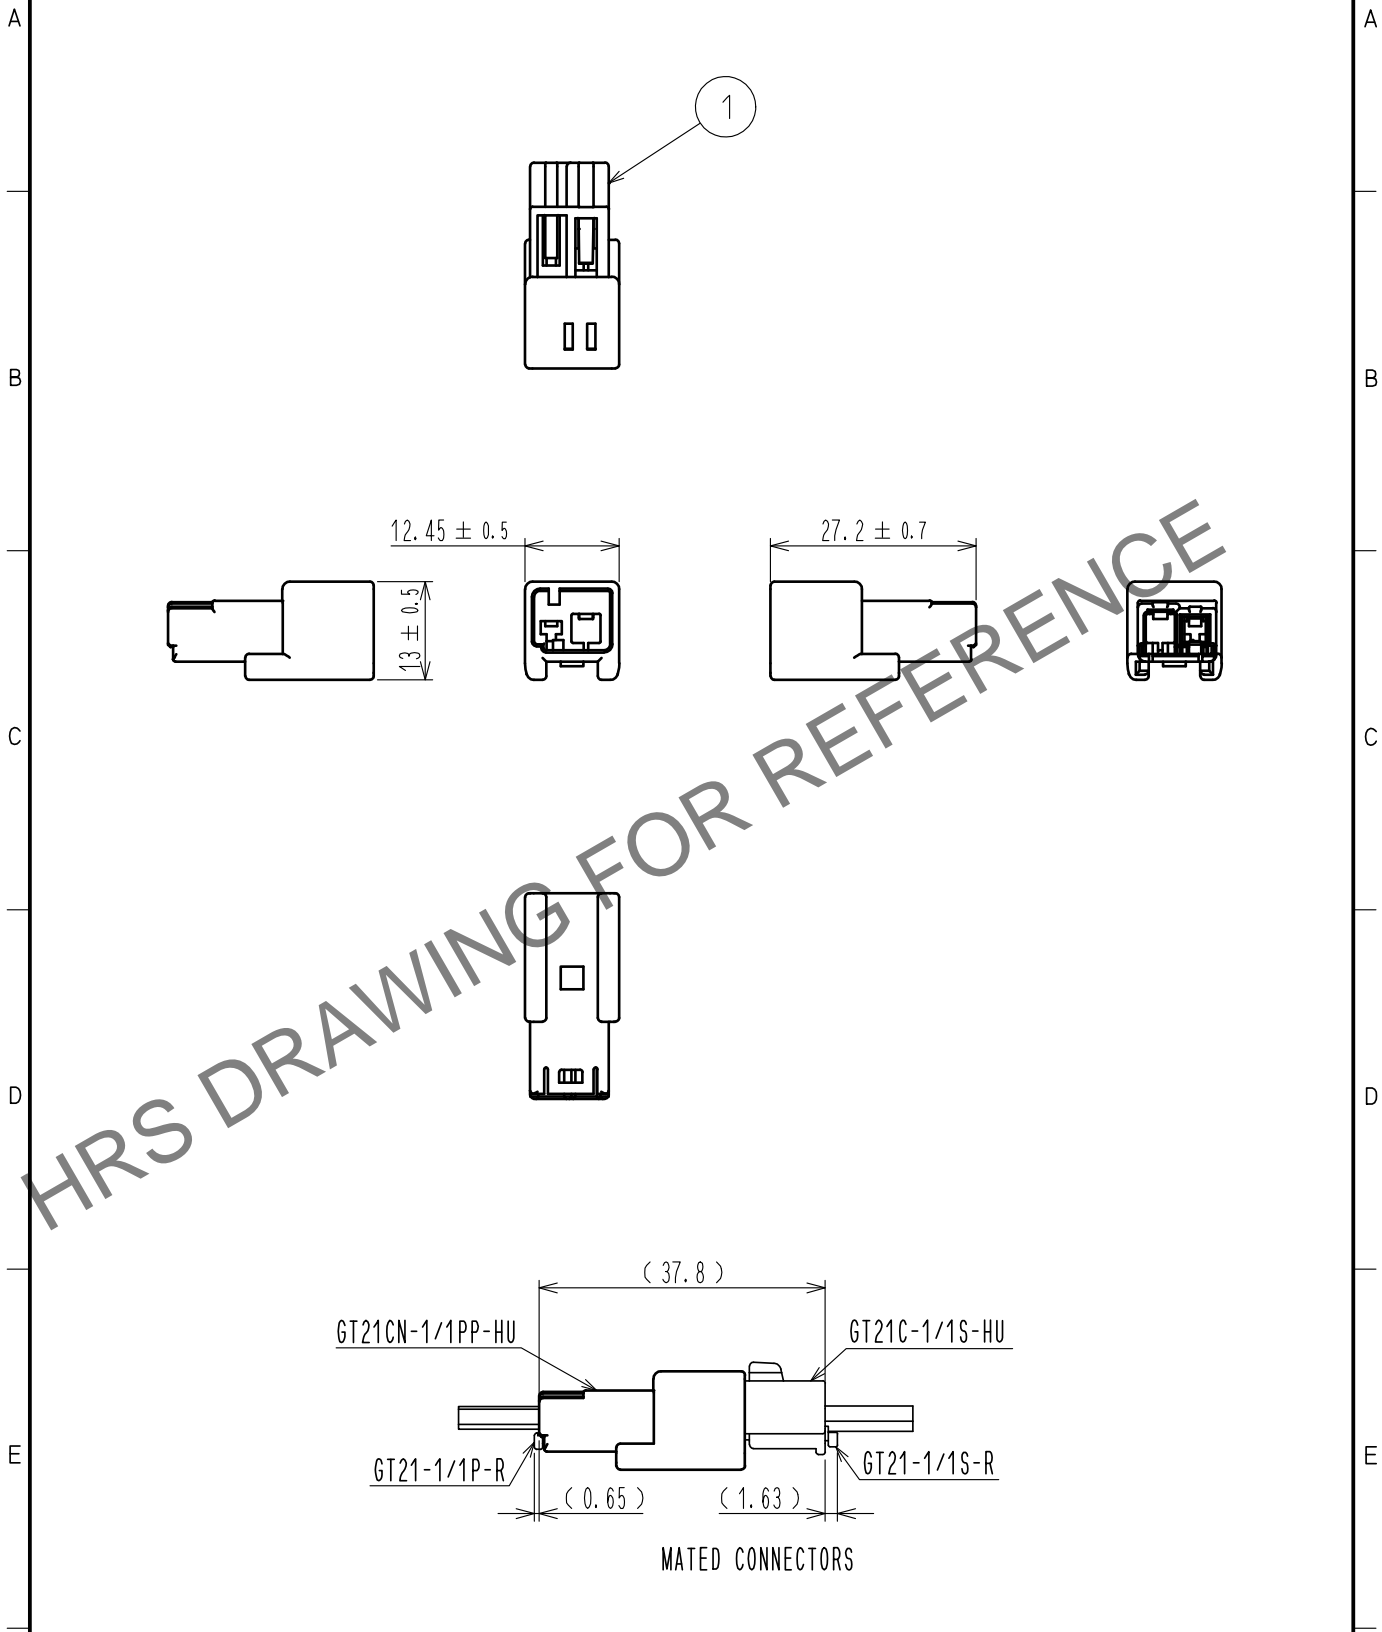 A A
1
B B
12.45 ± 0.5
27.2 ± 0.7
13 ± 0.5
C C
HRS DRAWING FOR REFERENCE
D D
( 37.8 )
GT21CN-1/1PP-HU
GT21C-1/1S-HU
E E
GT21-1/1P-R
GT21-1/1S-R
( 0.65 )
( 1.63 )
MATED CONNECTORS